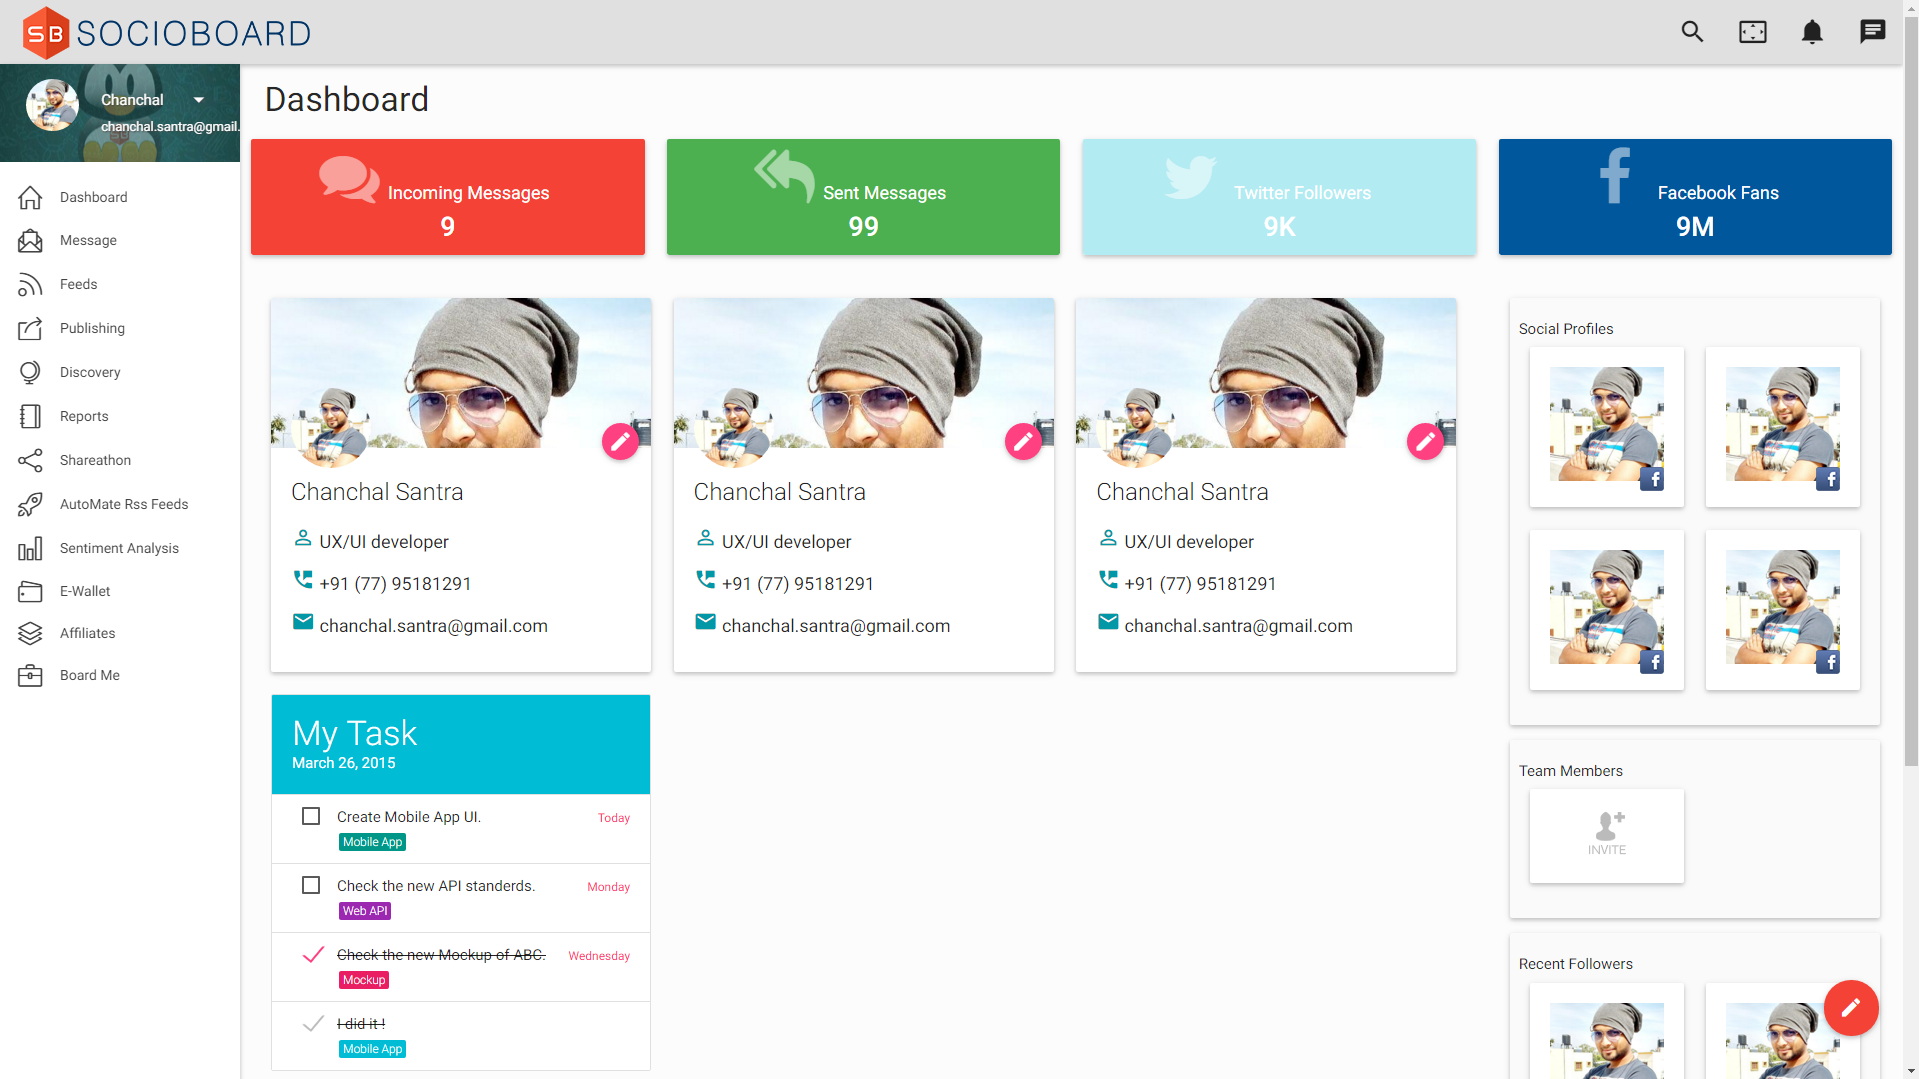 SB SOCIOBOARD
Chanchal
chanchal.santra@gmail.
Dashboard
Message
Feeds
Publishing
Discovery
Reports
Shareathon
AutoMate Rss Feeds
Sentiment Analysis
E-Wallet
Affiliates
Board Me
Dashboard
Incoming Messages
9
Sent Messages
99
Twitter Followers
9K
Facebook Fans
9M
Chanchal Santra
UX/UI developer
+91 (77) 95181291
chanchal.santra@gmail.com
Chanchal Santra
UX/UI developer
+91 (77) 95181291
chanchal.santra@gmail.com
Chanchal Santra
UX/UI developer
+91 (77) 95181291
chanchal.santra@gmail.com
My Task
March 26, 2015
Create Mobile App UI.
Today
Mobile App
Check the new API standerds.
Monday
Web API
Check the new Mockup of ABC.
Wednesday
Mockup
I did it !
Mobile App
Social Profiles
Team Members
INVITE
Recent Followers